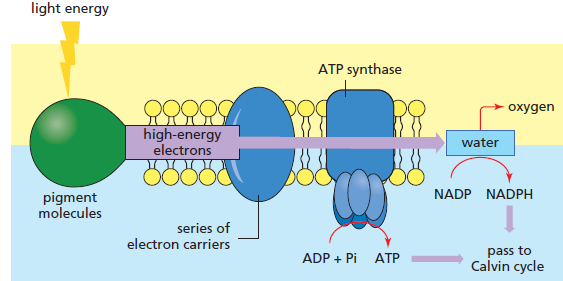 light energy
ATP synthase
oxygen
high-energy
electrons
water
pigment
molecules
NADP
NADPH
series of
electron carriers
ADP + Pi
ATP
pass to
Calvin cycle